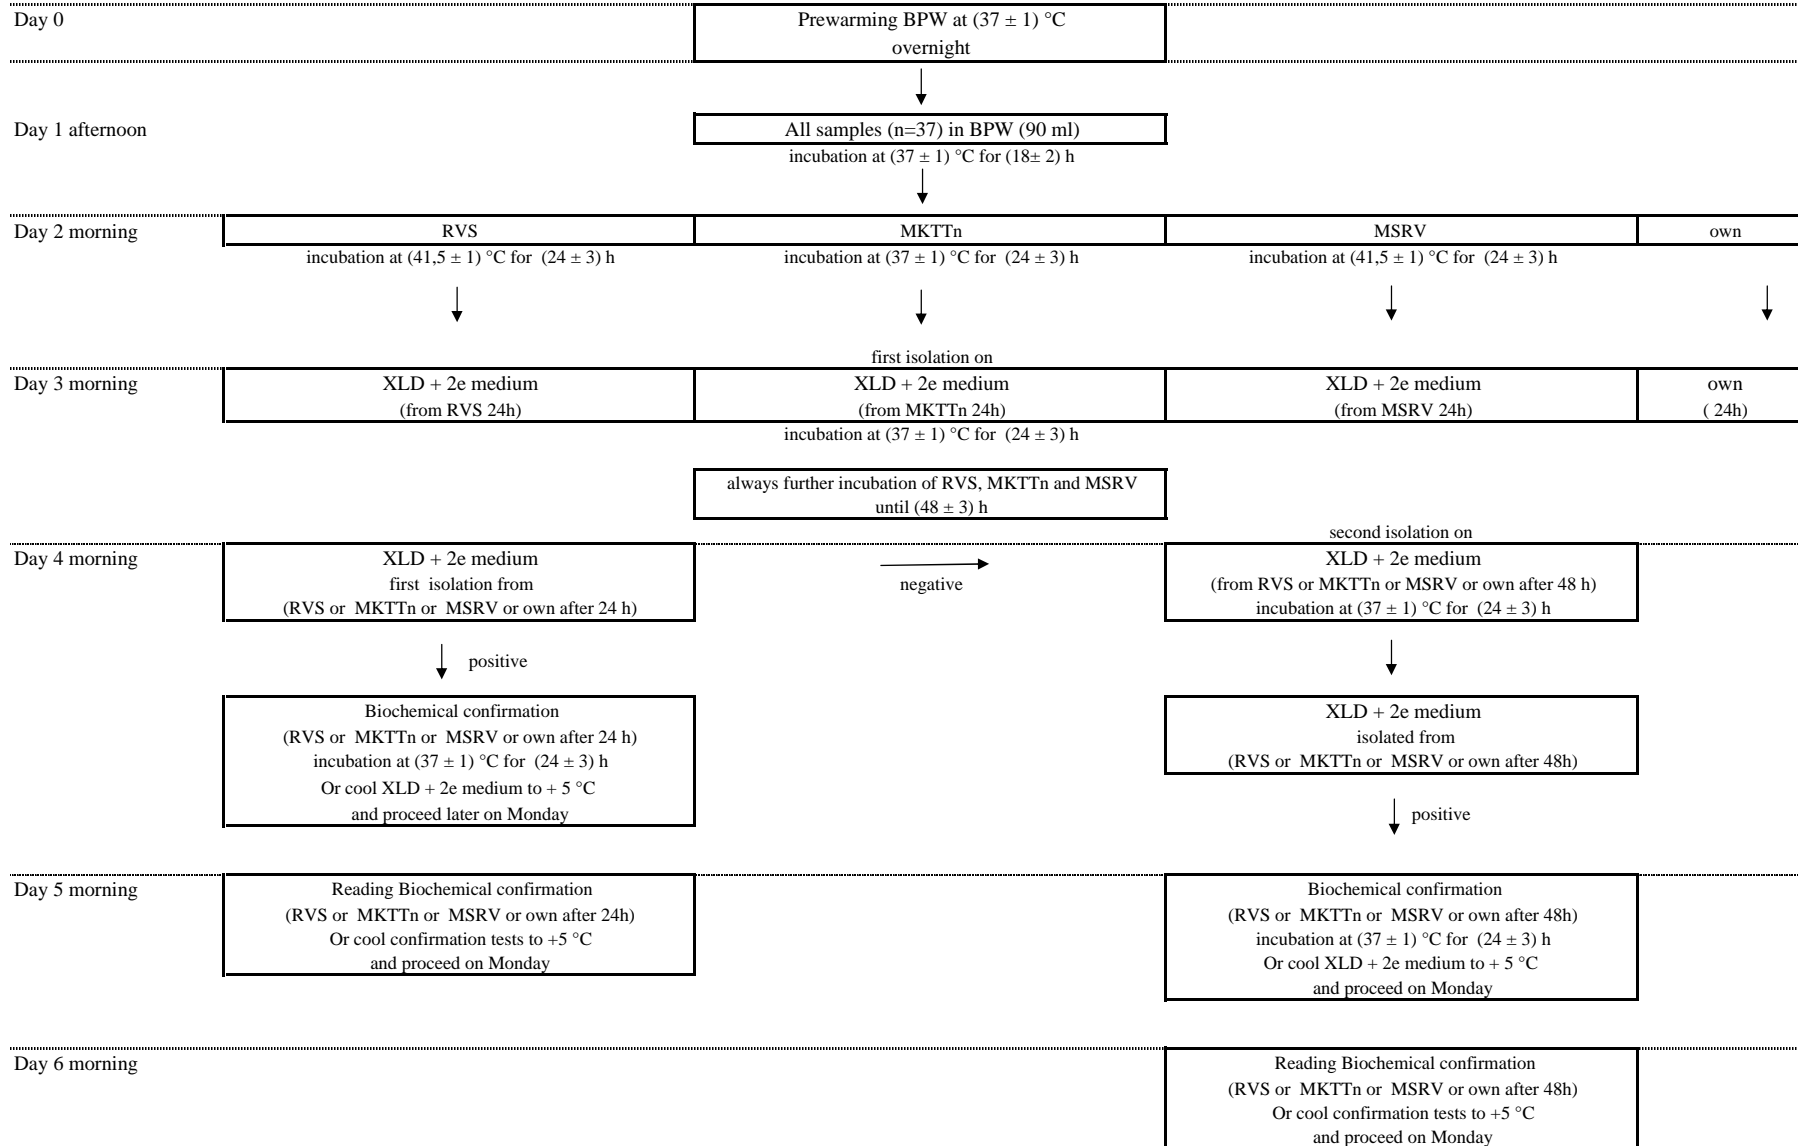 Day 0
Prewarming BPW at (37 ± 1) °C
overnight
Day 1 afternoon
All samples (n=37) in BPW (90 ml)
incubation at (37 ± 1) °C for (18± 2) h
Day 2 morning
RVS
MKTTn
MSRV
own
incubation at (41,5 ± 1) °C for (24 ± 3) h
incubation at (37 ± 1) °C for (24 ± 3) h
incubation at (41,5 ± 1) °C for (24 ± 3) h
first isolation on
Day 3 morning
XLD + 2e medium
(from RVS 24h)
XLD + 2e medium
(from MKTTn 24h)
XLD + 2e medium
(from MSRV 24h)
own
( 24h)
incubation at (37 ± 1) °C for (24 ± 3) h
always further incubation of RVS, MKTTn and MSRV
until (48 ± 3) h
second isolation on
Day 4 morning
XLD + 2e medium
first isolation from
(RVS or MKTTn or MSRV or own after 24 h)
negative
XLD + 2e medium
(from RVS or MKTTn or MSRV or own after 48 h)
incubation at (37 ± 1) °C for (24 ± 3) h
positive
Biochemical confirmation
(RVS or MKTTn or MSRV or own after 24 h)
incubation at (37 ± 1) °C for (24 ± 3) h
Or cool XLD + 2e medium to + 5 °C
and proceed later on Monday
XLD + 2e medium
isolated from
(RVS or MKTTn or MSRV or own after 48h)
positive
Day 5 morning
Reading Biochemical confirmation
(RVS or MKTTn or MSRV or own after 24h)
Or cool confirmation tests to +5 °C
and proceed on Monday
Biochemical confirmation
(RVS or MKTTn or MSRV or own after 48h)
incubation at (37 ± 1) °C for (24 ± 3) h
Or cool XLD + 2e medium to + 5 °C
and proceed on Monday
Day 6 morning
Reading Biochemical confirmation
(RVS or MKTTn or MSRV or own after 48h)
Or cool confirmation tests to +5 °C
and proceed on Monday